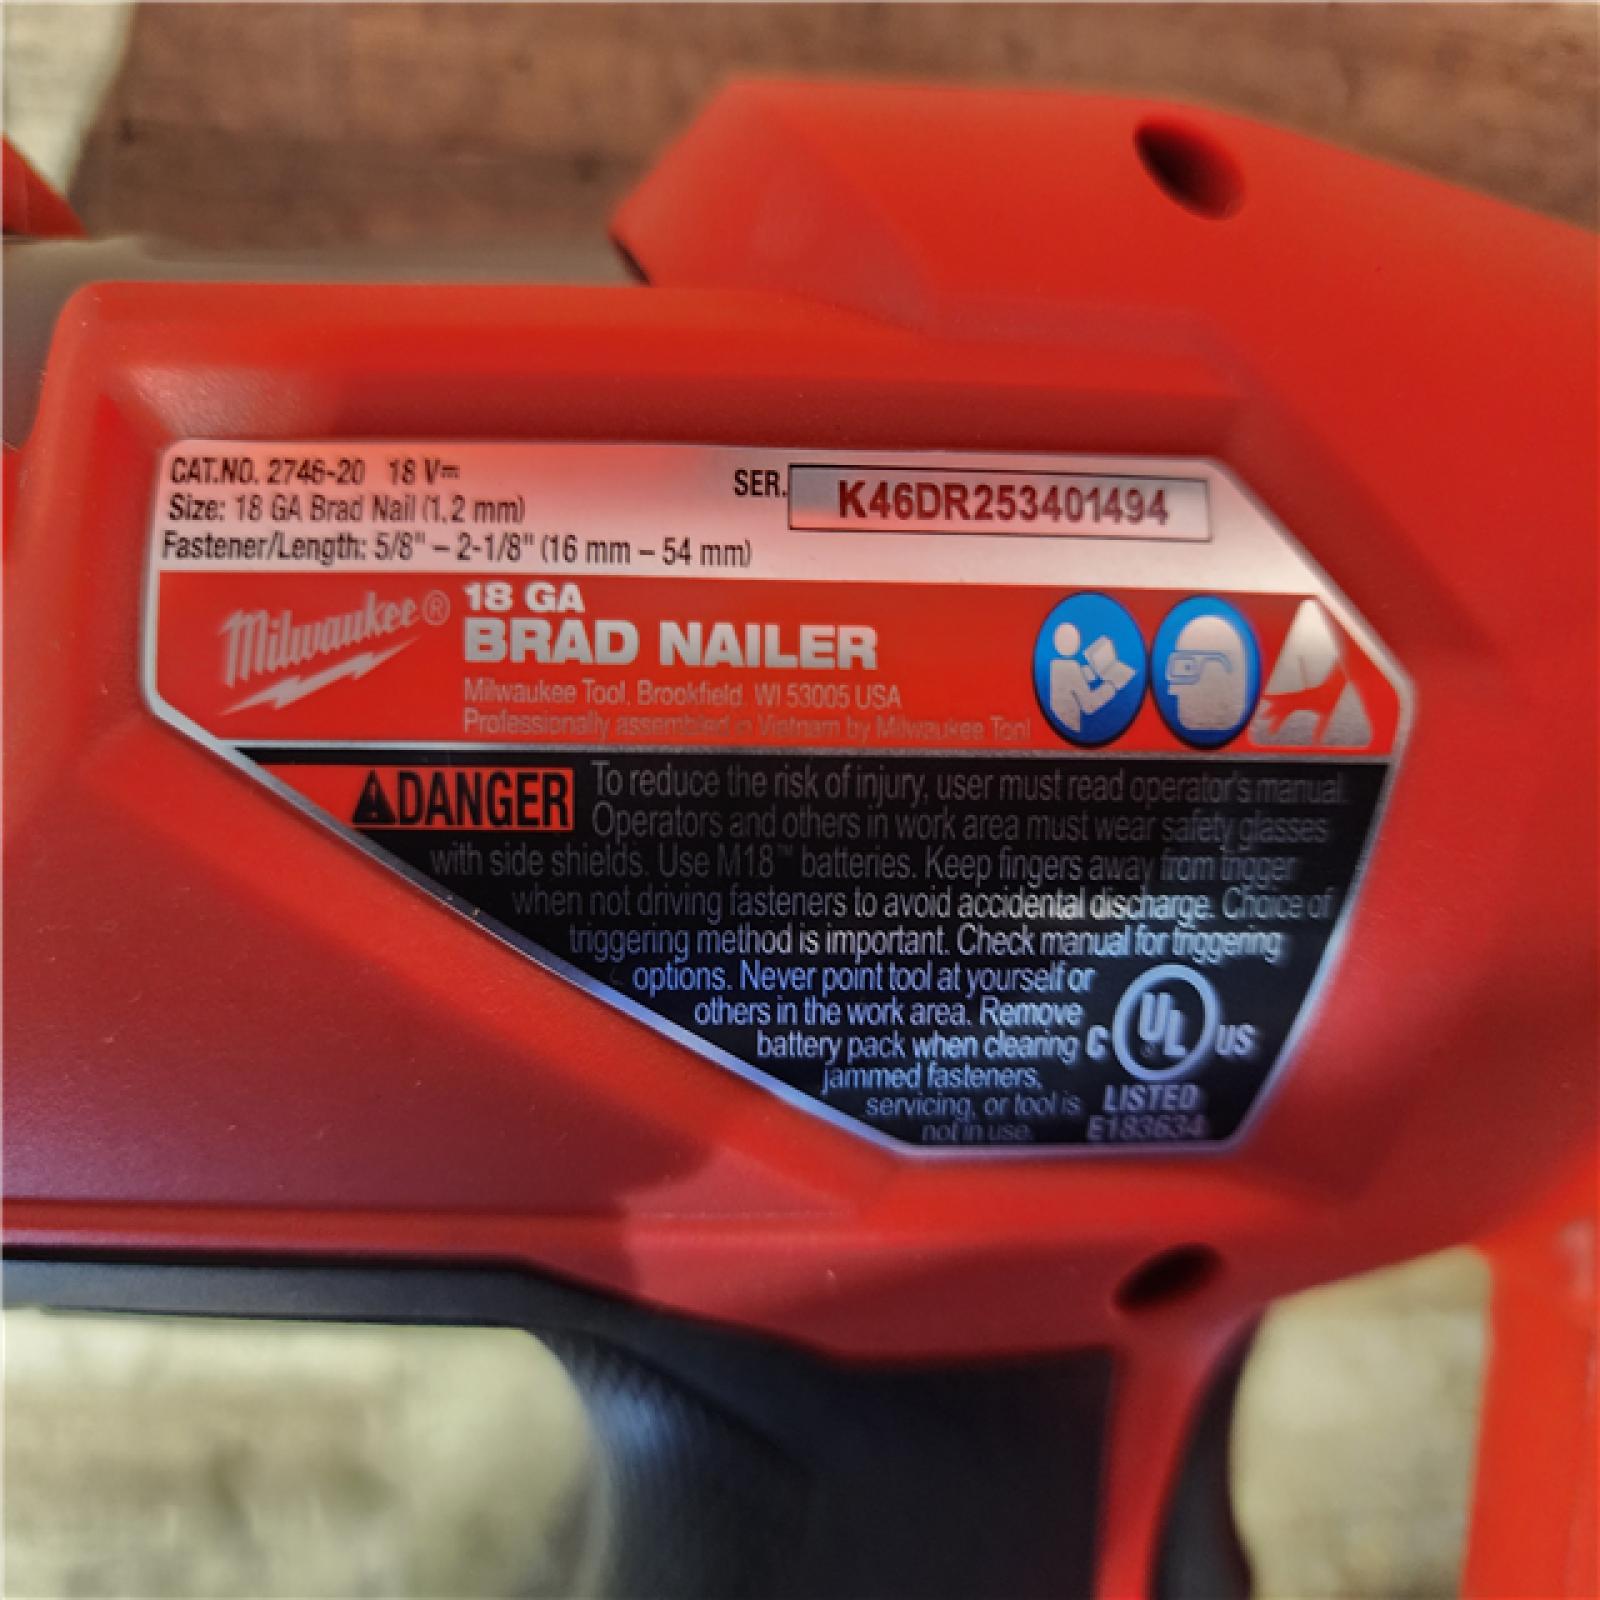 CAT.NO. 2746-20 18 V⎓
Size: 18 GA Brad Nail (1,2 mm)
Fastener/Length: 5/8" – 2-1/8" (16 mm – 54 mm)
SER. K46DR253401494
Milwaukee®
18 GA
BRAD NAILER
Milwaukee Tool, Brookfield, WI 53005 USA
Professionally assembled in Vietnam by Milwaukee Tool
DANGER To reduce the risk of injury, user must read operator's manual.
Operators and others in work area must wear safety glasses
with side shields. Use M18™ batteries. Keep fingers away from trigger
when not driving fasteners to avoid accidental discharge. Choice of
triggering method is important. Check manual for triggering
options. Never point tool at yourself or
others in the work area. Remove
battery pack when clearing
jammed fasteners,
servicing, or tool is
not in use.
C UL US
LISTED
E183634